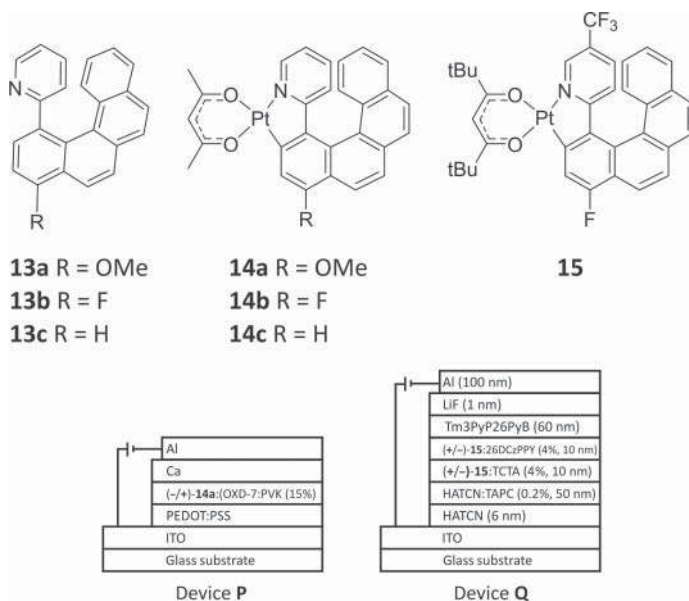 N
R
13a R = OMe
13b R = F
13c R = H
O
O
Pt
N
R
14a R = OMe
14b R = F
14c R = H
CF3
tBu
O
N
Pt
O
tBu
F
15
Al
Ca
(−/+)-14a:(OXD-7:PVK (15%)
PEDOT:PSS
ITO
Glass substrate
Device P
Al (100 nm)
LiF (1 nm)
Tm3PyP26PyB (60 nm)
(+/−)-15:26DCzPPY (4%, 10 nm)
(+/−)-15:TCTA (4%, 10 nm)
HATCN:TAPC (0.2%, 50 nm)
HATCN (6 nm)
ITO
Glass substrate
Device Q